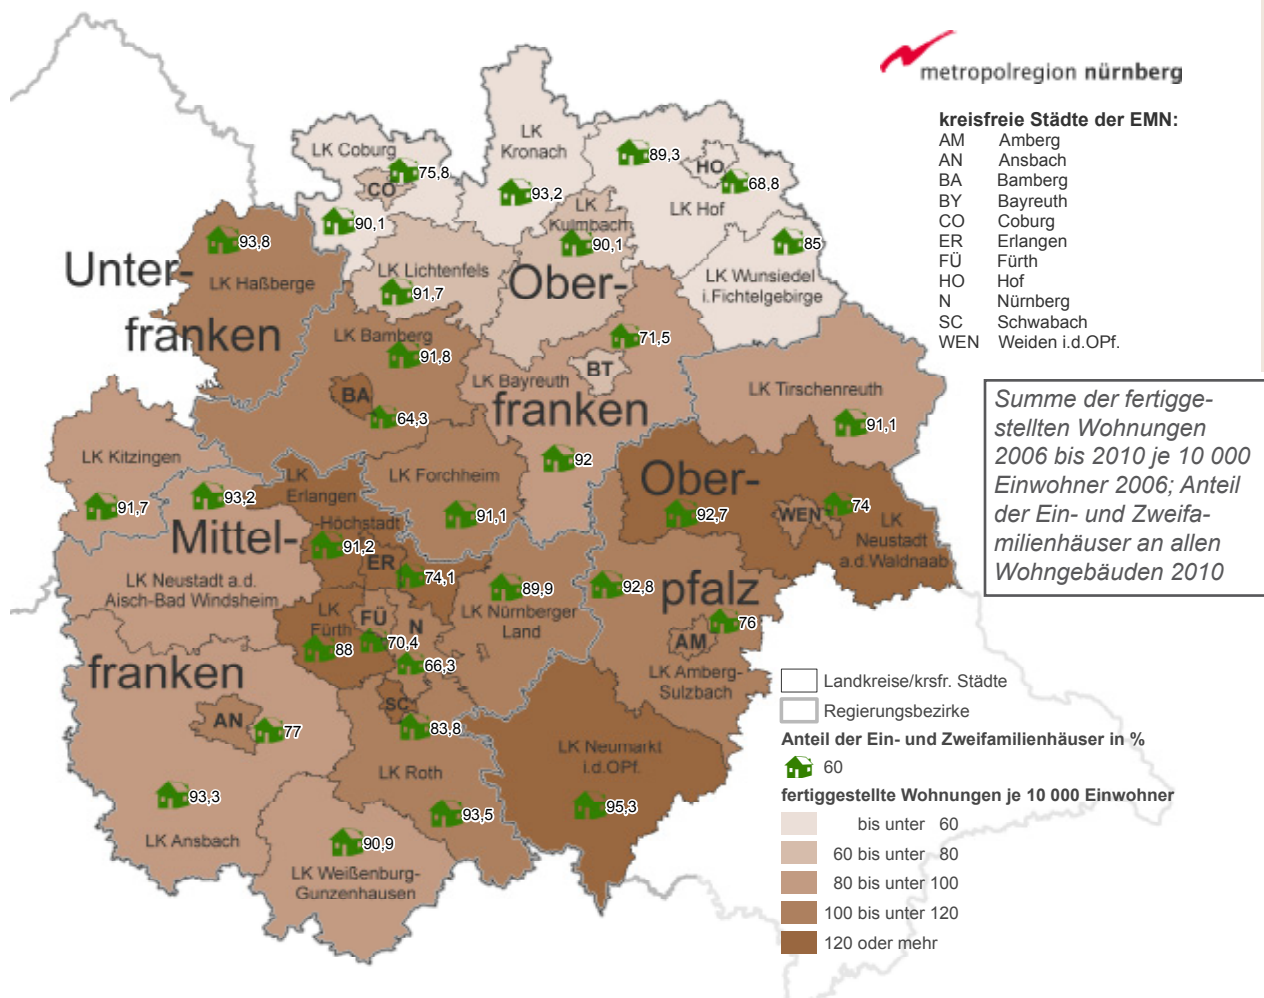 metropolregion nürnberg
kreisfreie Städte der EMN:
AM Amberg
AN Ansbach
BA Bamberg
BY Bayreuth
CO Coburg
ER Erlangen
FÜ Fürth
HO Hof
N Nürnberg
SC Schwabach
WEN Weiden i.d.OPf.
Summe der fertigge-
stellten Wohnungen
2006 bis 2010 je 10 000
Einwohner 2006; Anteil
der Ein- und Zweifa-
milienhäuser an allen
Wohngebäuden 2010
LK Coburg
75,8
CO
90,1
LK
Kronach
93,2
89,3
HO
68,8
LK Hof
LK
Kulmbach
90,1
85
LK Wunsiedel
i.Fichtelgebirge
93,8
LK Haßberge
Unter-
franken
LK Lichtenfels
91,7
Ober-
franken
LK Bamberg
91,8
BA
64,3
71,5
BT
LK Bayreuth
92
LK Tirschenreuth
91,1
LK Kitzingen
91,7
93,2
Mittel-
franken
LK
Erlangen
-Höchstadt
91,2
ER
74,1
LK Forchheim
91,1
Ober-
pfalz
92,7
WEN
74
LK
Neustadt
a.d.Waldnaab
LK Neustadt a.d.
Aisch-Bad Windsheim
LK
Fürth
88
FÜ
70,4
N
66,3
89,9
LK Nürnberger
Land
92,8
76
AM
LK Amberg-
Sulzbach
AN
77
93,3
LK Ansbach
SC
83,8
LK Roth
93,5
LK Neumarkt
i.d.OPf.
95,3
90,9
LK Weißenburg-
Gunzenhausen
Landkreise/krsfr. Städte
Regierungsbezirke
Anteil der Ein- und Zweifamilienhäuser in %
60
fertiggestellte Wohnungen je 10 000 Einwohner
bis unter 60
60 bis unter 80
80 bis unter 100
100 bis unter 120
120 oder mehr